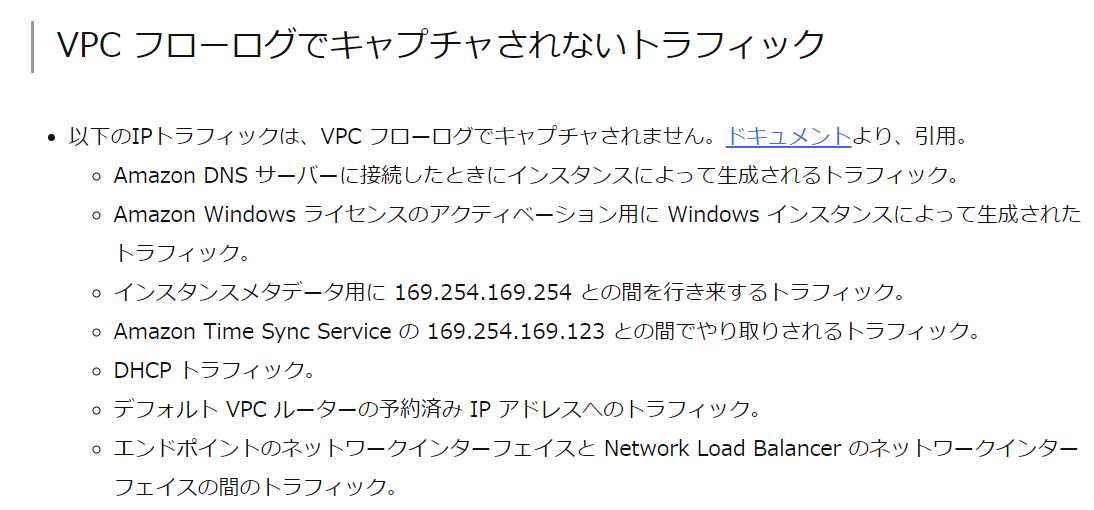 VPC フローログでキャプチャされないトラフィック
以下のIPトラフィックは、VPC フローログでキャプチャされません。ドキュメントより、引用。
Amazon DNS サーバーに接続したときにインスタンスによって生成されるトラフィック。
Amazon Windows ライセンスのアクティベーション用に Windows インスタンスによって生成された
トラフィック。
インスタンスメタデータ用に 169.254.169.254 との間を行き来するトラフィック。
Amazon Time Sync Service の 169.254.169.123 との間でやり取りされるトラフィック。
DHCP トラフィック。
デフォルト VPC ルーターの予約済み IP アドレスへのトラフィック。
エンドポイントのネットワークインターフェイスと Network Load Balancer のネットワークインター
フェイスの間のトラフィック。